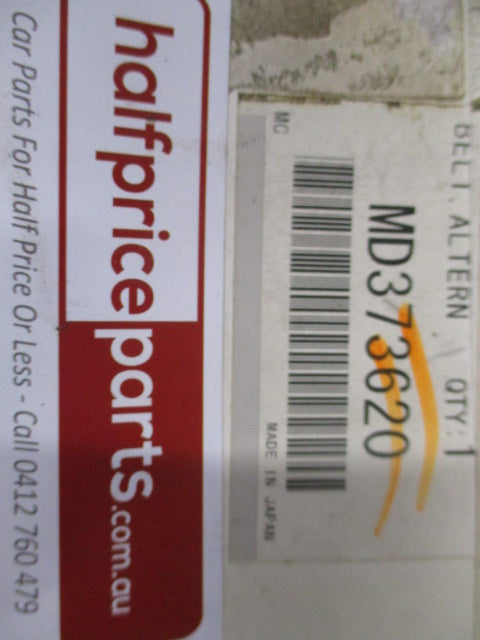 BELT, ALTERN QTY: 1
MD373620
MC
MADE IN JAPAN
halfpriceparts.com.au
Car Parts For Half Price Or Less - Call 0412 760 479